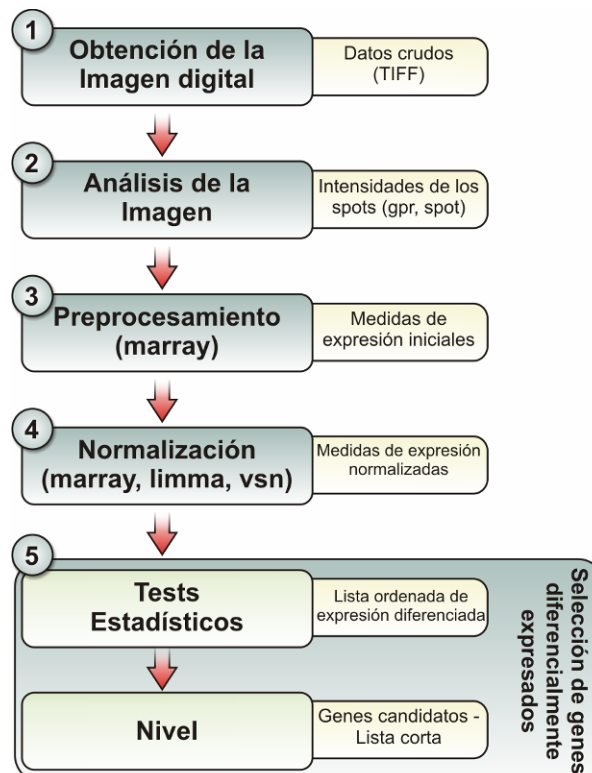 1
Obtención de la
Imagen digital
Datos crudos
(TIFF)
2
Análisis de la
Imagen
Intensidades de los
spots (gpr, spot)
3
Preprocesamiento
(marray)
Medidas de
expresión iniciales
4
Normalización
(marray, limma, vsn)
Medidas de expresión
normalizadas
5
Tests
Estadísticos
Lista ordenada de
expresión diferenciada
Nivel
Genes candidatos -
Lista corta
Selección de genes
diferencialmente
expresados